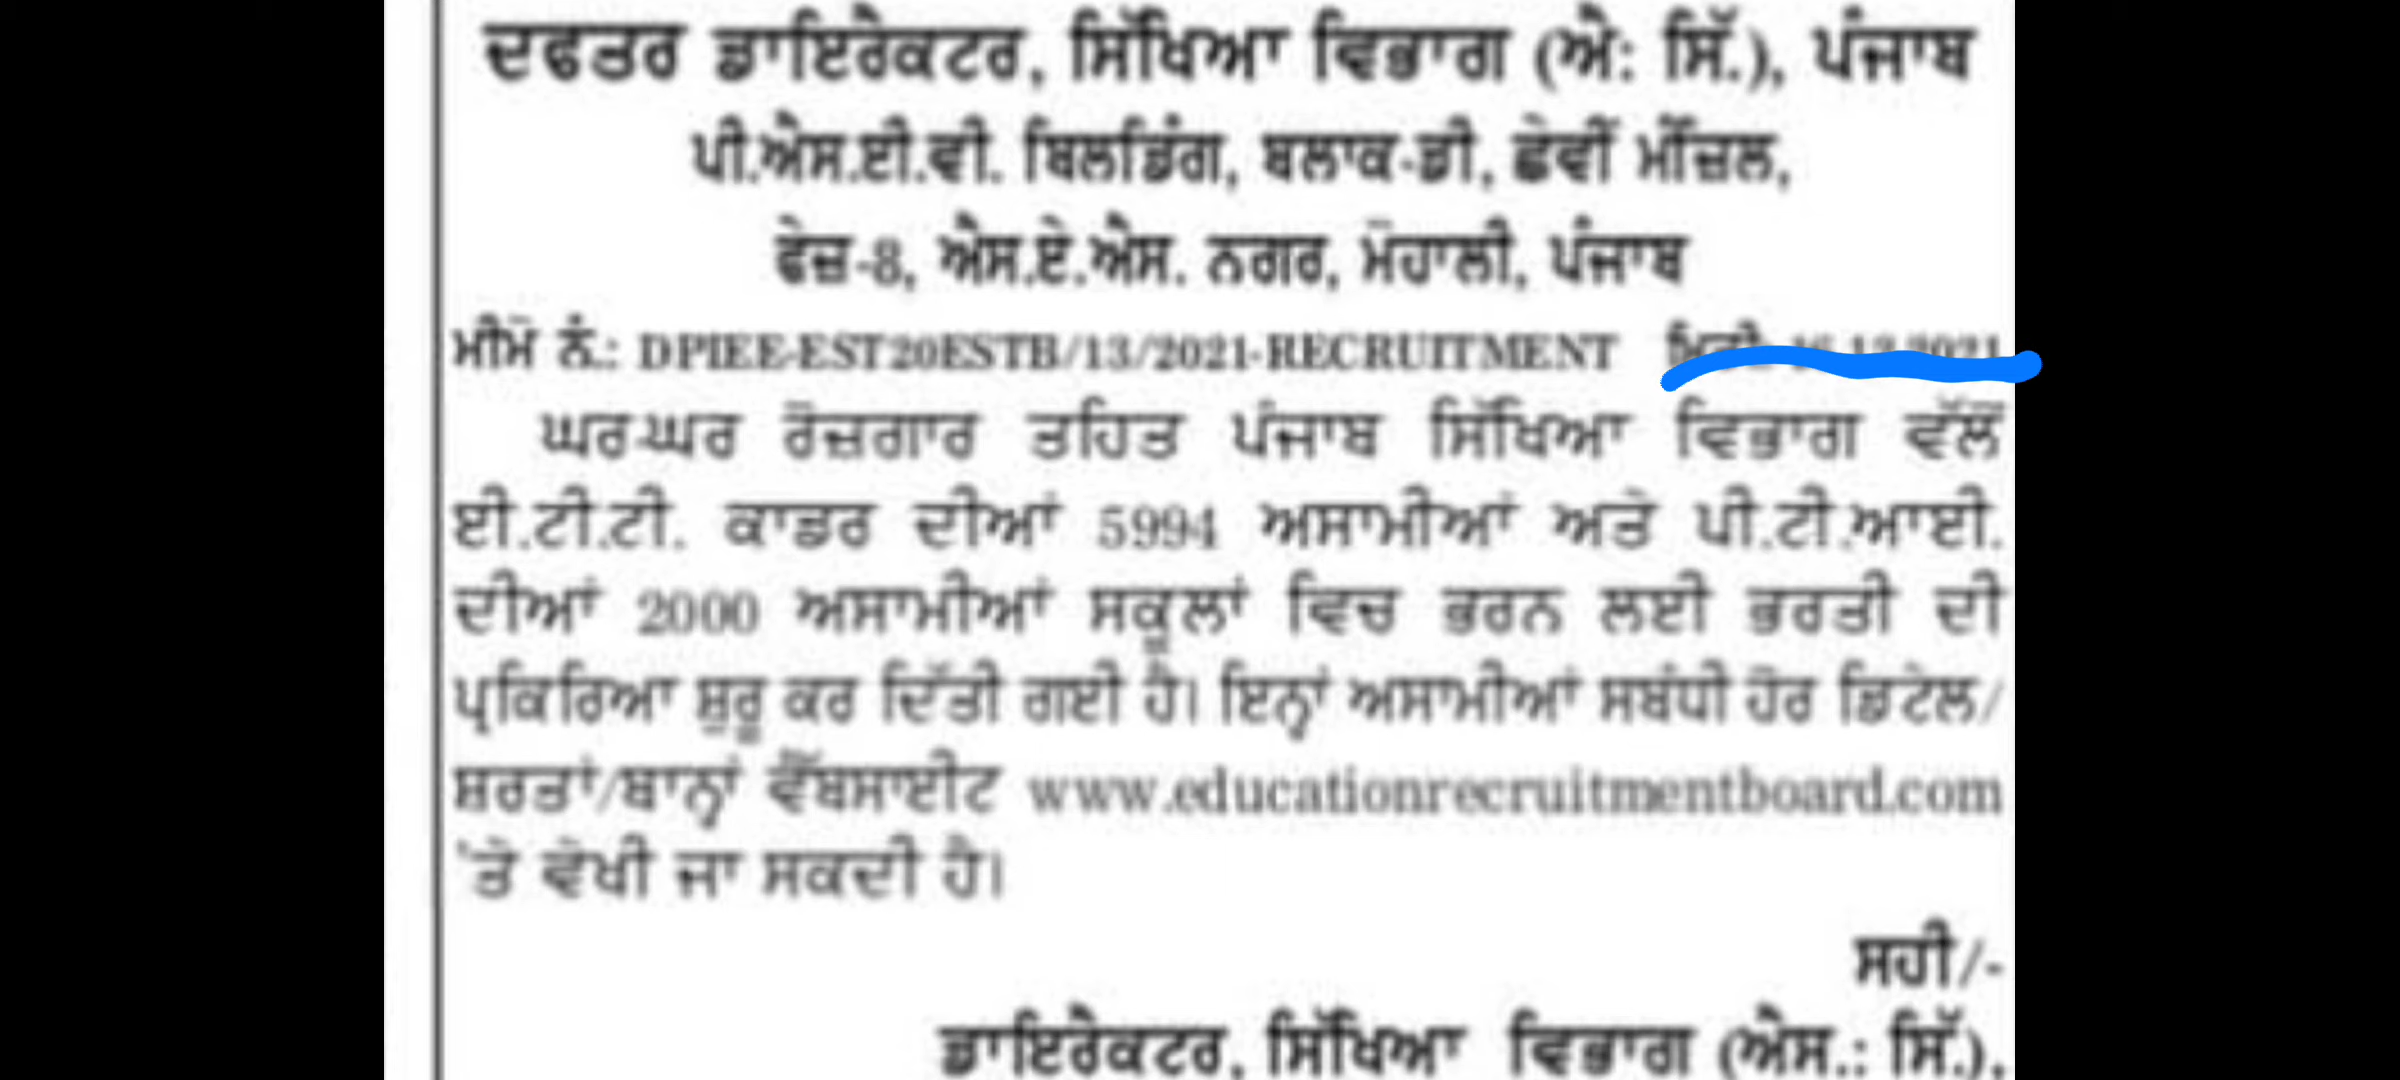 ਦਫਤਰ ਡਾਇਰੈਕਟਰ, ਸਿੱਖਿਆ ਵਿਭਾਗ (ਐ: ਸਿੱ.), ਪੰਜਾਬ
ਪੀ.ਐਸ.ਈ.ਵੀ. ਬਿਲਡਿੰਗ, ਬਲਾਕ-ਡੀ, ਛੇਵੀਂ ਮੰਜ਼ਿਲ,
ਫੇਜ਼-8, ਐਸ.ਏ.ਐਸ. ਨਗਰ, ਮੋਹਾਲੀ, ਪੰਜਾਬ
ਮੀਮੋ ਨੰ.: DPIEE-EST20ESTB/13/2021-RECRUITMENT ਮਿਤੀ
ਘਰ-ਘਰ ਰੋਜ਼ਗਾਰ ਤਹਿਤ ਪੰਜਾਬ ਸਿੱਖਿਆ ਵਿਭਾਗ ਵੱਲੋਂ
ਈ.ਟੀ.ਟੀ. ਕਾਡਰ ਦੀਆਂ 5994 ਅਸਾਮੀਆਂ ਅਤੇ ਪੀ.ਟੀ.ਆਈ.
ਦੀਆਂ 2000 ਅਸਾਮੀਆਂ ਸਕੂਲਾਂ ਵਿਚ ਭਰਨ ਲਈ ਭਰਤੀ ਦੀ
ਪ੍ਰਕਿਰਿਆ ਸ਼ੁਰੂ ਕਰ ਦਿੱਤੀ ਗਈ ਹੈ। ਇਨ੍ਹਾਂ ਅਸਾਮੀਆਂ ਸਬੰਧੀ ਹੋਰ ਡਿਟੇਲ/
ਸ਼ਰਤਾਂ/ਬਾਨ੍ਹਾਂ ਵੈੱਬਸਾਈਟ www.educationrecruitmentboard.com
'ਤੇ ਵੇਖੀ ਜਾ ਸਕਦੀ ਹੈ।
ਸਹੀ/-
ਡਾਇਰੈਕਟਰ, ਸਿੱਖਿਆ ਵਿਭਾਗ (ਐਸ.: ਸਿੱ.),